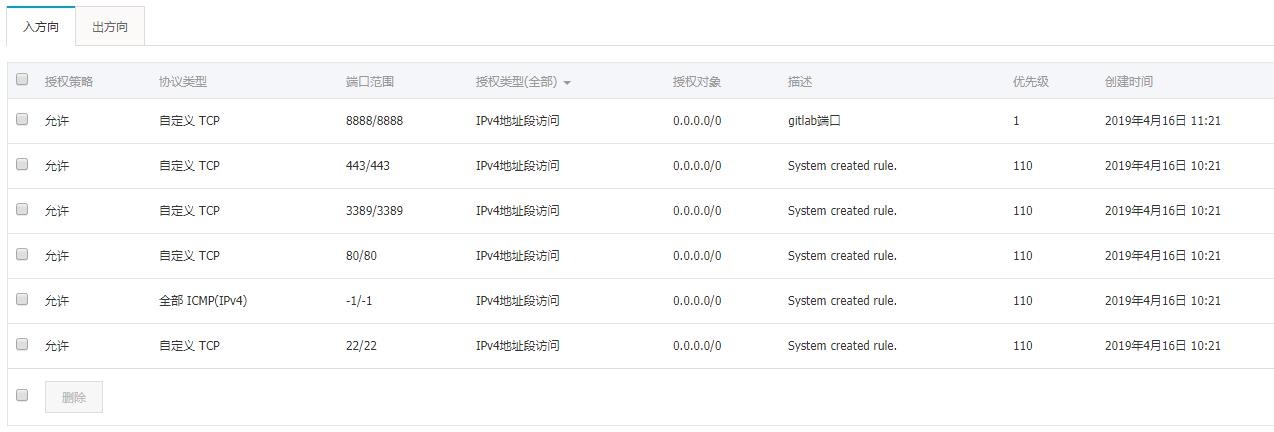 入方向 出方向
授权策略 协议类型 端口范围 授权类型(全部) 授权对象 描述 优先级 创建时间
允许 自定义 TCP 8888/8888 IPv4地址段访问 0.0.0.0/0 gitlab端口 1 2019年4月16日 11:21
允许 自定义 TCP 443/443 IPv4地址段访问 0.0.0.0/0 System created rule. 110 2019年4月16日 10:21
允许 自定义 TCP 3389/3389 IPv4地址段访问 0.0.0.0/0 System created rule. 110 2019年4月16日 10:21
允许 自定义 TCP 80/80 IPv4地址段访问 0.0.0.0/0 System created rule. 110 2019年4月16日 10:21
允许 全部 ICMP(IPv4) -1/-1 IPv4地址段访问 0.0.0.0/0 System created rule. 110 2019年4月16日 10:21
允许 自定义 TCP 22/22 IPv4地址段访问 0.0.0.0/0 System created rule. 110 2019年4月16日 10:21
删除